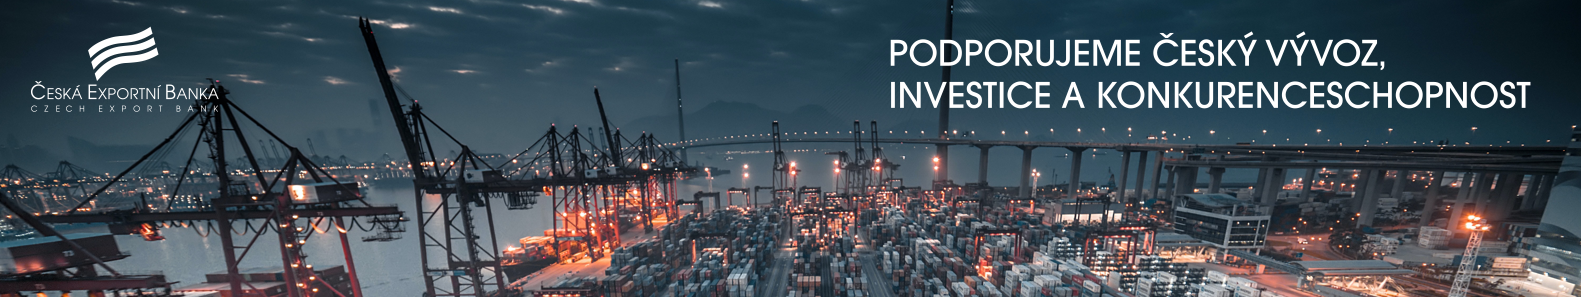 ČESKÁ EXPORTNÍ BANKA
CZECH EXPORT BANK
PODPORUJEME ČESKÝ VÝVOZ,
INVESTICE A KONKURENCESCHOPNOST